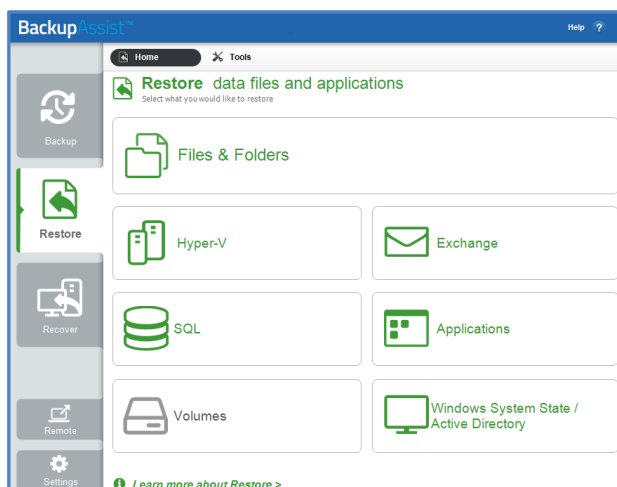 BackupAssist™
Help ?
Home
Tools
Restore data files and applications
Select what you would like to restore
Backup
Files & Folders
Restore
Hyper-V
Exchange
Recover
SQL
Applications
Volumes
Windows System State /
Active Directory
Remote
Settings
Learn more about Restore >